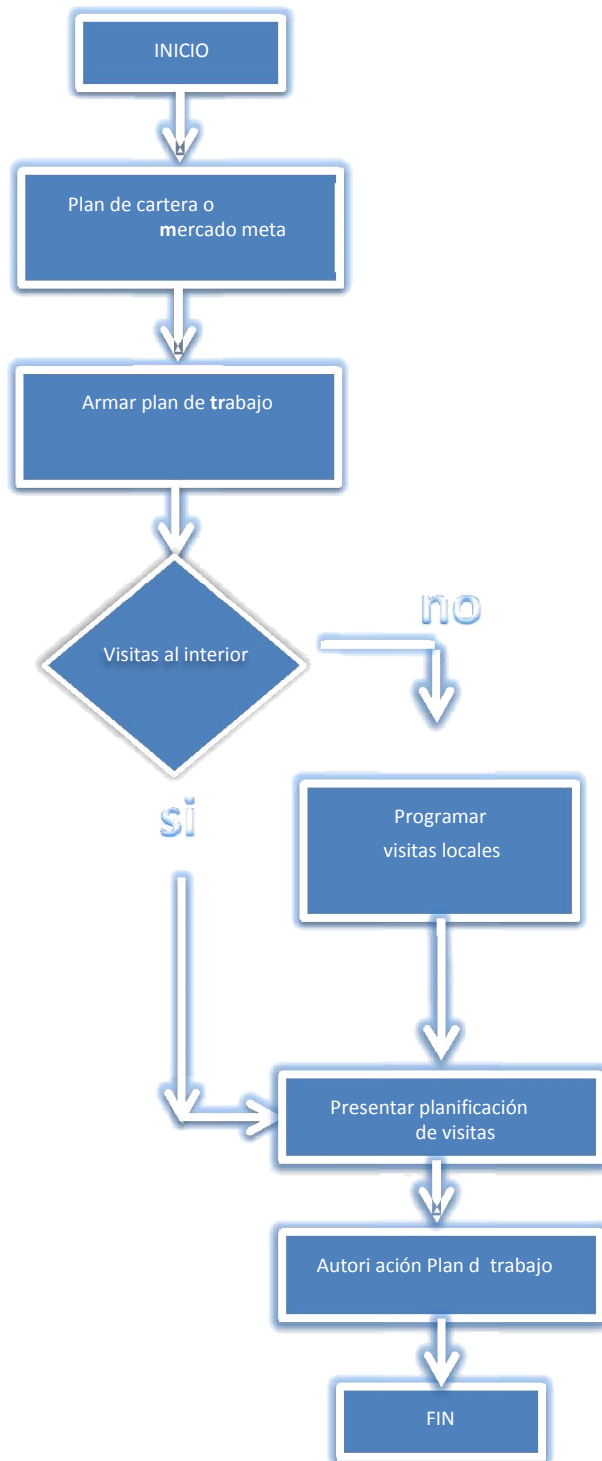 INICIO
Plan de cartera o
mercado meta
Armar plan de trabajo
no
Visitas al interior
si
Programar
visitas locales
Presentar planificación
de visitas
Autori ación Plan d trabajo
FIN